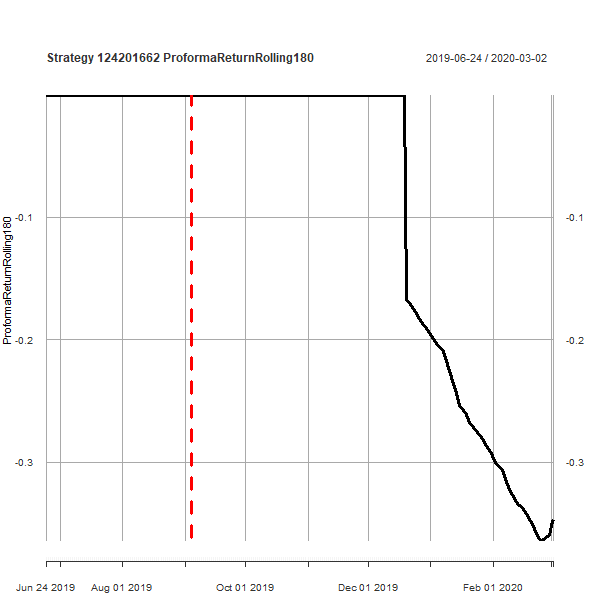 Strategy 124201662 ProformaReturnRolling180
2019-06-24 / 2020-03-02
ProformaReturnRolling180
-0.1
-0.1
-0.2
-0.2
-0.3
-0.3
Jun 24 2019
Aug 01 2019
Oct 01 2019
Dec 01 2019
Feb 01 2020